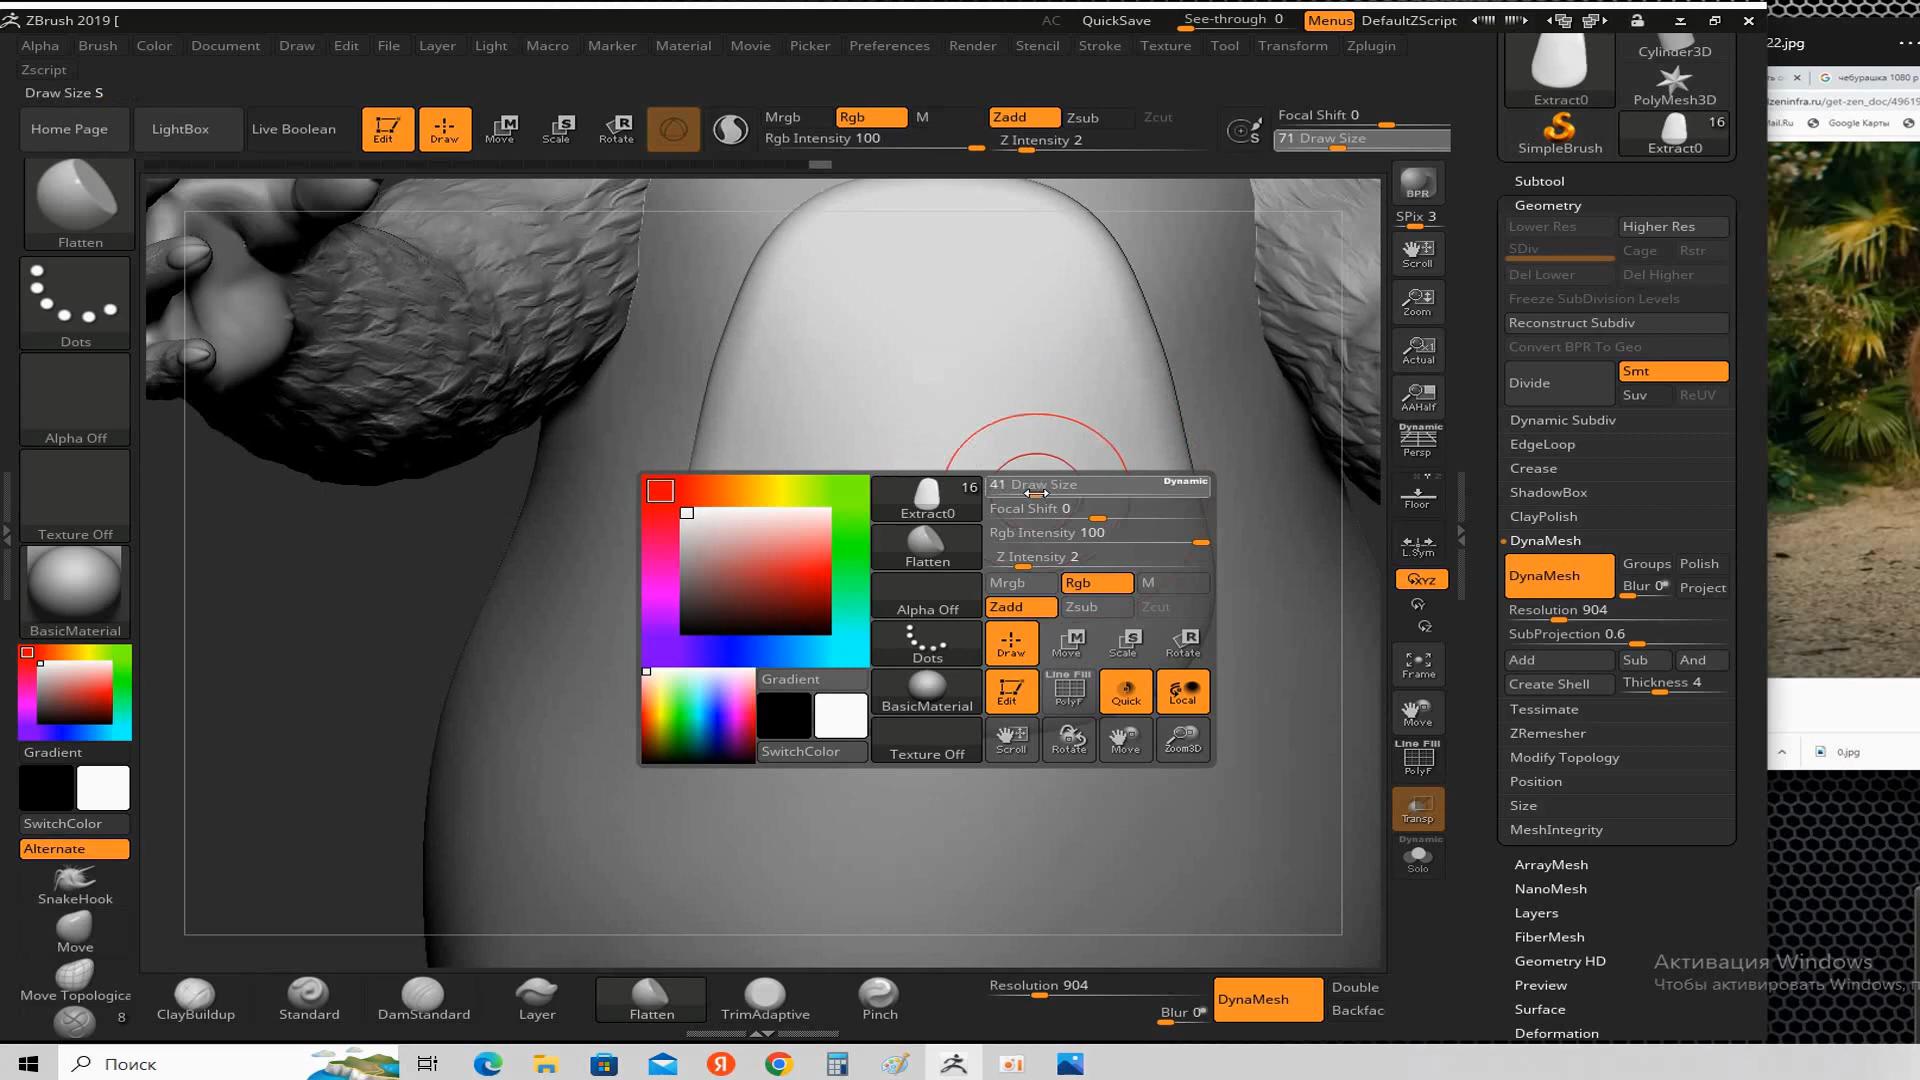 ZBrush 2019 [
AC
QuickSave
See-through 0
Menus
DefaultZScript
Alpha
Brush
Color
Document
Draw
Edit
File
Layer
Light
Macro
Marker
Material
Movie
Picker
Preferences
Render
Stencil
Stroke
Texture
Tool
Transform
Zplugin
Zscript
Draw Size S
Home Page
LightBox
Live Boolean
Edit
Draw
Move
Scale
Rotate
Mrgb
Rgb
M
Rgb Intensity 100
Zadd
Zsub
Zcut
Z Intensity 2
Focal Shift 0
71 Draw Size
Flatten
Dots
Alpha Off
Texture Off
BasicMaterial
Gradient
SwitchColor
Alternate
SnakeHook
Move
Move Topologica
8
41 Draw Size
Dynamic
Focal Shift 0
Rgb Intensity 100
Z Intensity 2
Mrgb
Rgb
M
Zadd
Zsub
Zcut
Draw
Move
Scale
Rotate
Edit
Line Fill
PolyF
Quick
Local
Scroll
Rotate
Move
Zoom3D
16
Extract0
Flatten
Alpha Off
Dots
BasicMaterial
Texture Off
Gradient
SwitchColor
BPR
SPix 3
Scroll
Zoom
Actual
AAHalf
Dynamic
Persp
Floor
L.Sym
XYZ
Frame
Move
Line Fill
PolyF
Transp
Dynamic
Solo
Extract0
Cylinder3D
PolyMesh3D
SimpleBrush
16
Extract0
Subtool
Geometry
Lower Res
Higher Res
SDiv
Cage
Rstr
Del Lower
Del Higher
Freeze SubDivision Levels
Reconstruct Subdiv
Convert BPR To Geo
Divide
Smt
Suv
ReUV
Dynamic Subdiv
EdgeLoop
Crease
ShadowBox
ClayPolish
DynaMesh
DynaMesh
Groups
Polish
Blur 0
Project
Resolution 904
SubProjection 0.6
Add
Sub
And
Create Shell
Thickness 4
Tessimate
ZRemesher
Modify Topology
Position
Size
MeshIntegrity
ArrayMesh
NanoMesh
Layers
FiberMesh
Geometry HD
Preview
Surface
Deformation
ClayBuildup
Standard
DamStandard
Layer
Flatten
TrimAdaptive
Pinch
Resolution 904
Blur 0
DynaMesh
Double
Backfac
22.jpg
чебурашка 1080 р
zeninfra.ru/get-zen_doc/49619
Mail.Ru
Google Карты
0.jpg
Активация Windows
Чтобы активировать Windows, п
Поиск